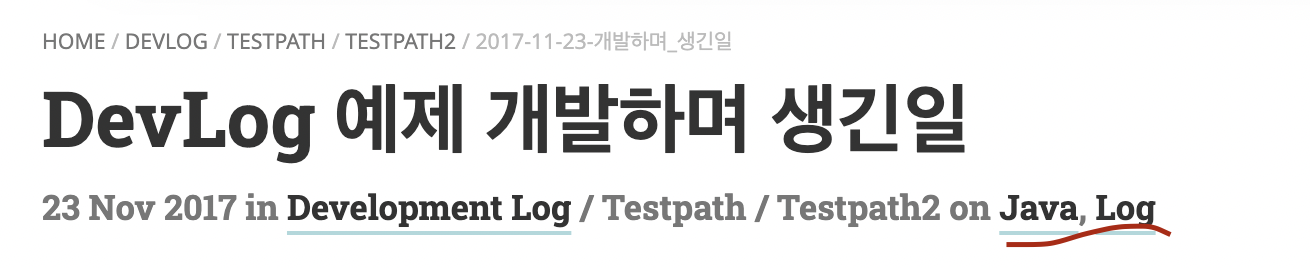 HOME / DEVLOG / TESTPATH / TESTPATH2 / 2017-11-23-개발하며_생긴일
DevLog 예제 개발하며 생긴일
23 Nov 2017 in Development Log / Testpath / Testpath2 on Java, Log